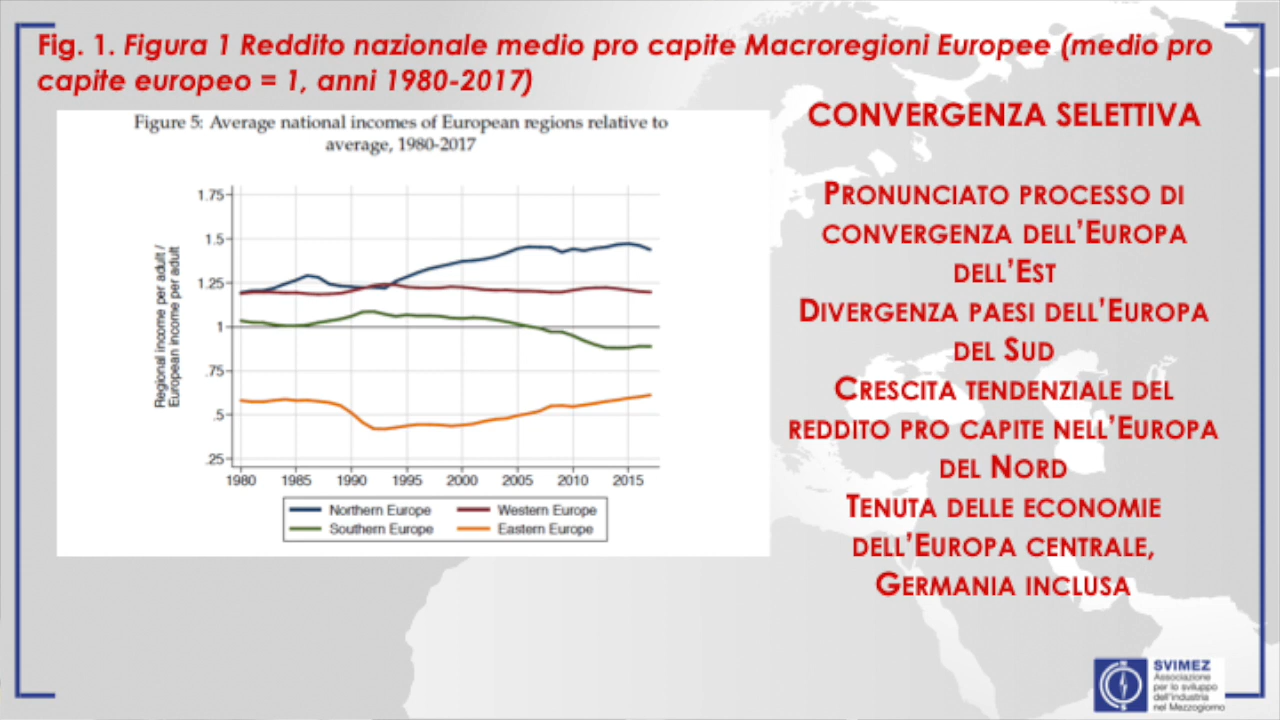 Fig. 1. Figura 1 Reddito nazionale medio pro capite Macroregioni Europee (medio pro
capite europeo = 1, anni 1980-2017)
Figure 5: Average national incomes of European regions relative to
average, 1980-2017
Regional income per adult /
European income per adult
1.75
1.5
1.25
1
.75
.5
.25
1980 1985 1990 1995 2000 2005 2010 2015
Northern Europe Western Europe
Southern Europe Eastern Europe
CONVERGENZA SELETTIVA
PRONUNCIATO PROCESSO DI
CONVERGENZA DELL'EUROPA
DELL'EST
DIVERGENZA PAESI DELL'EUROPA
DEL SUD
CRESCITA TENDENZIALE DEL
REDDITO PRO CAPITE NELL'EUROPA
DEL NORD
TENUTA DELLE ECONOMIE
DELL'EUROPA CENTRALE,
GERMANIA INCLUSA
SVIMEZ
Associazione
per lo sviluppo
dell'industria
nel Mezzogiorno